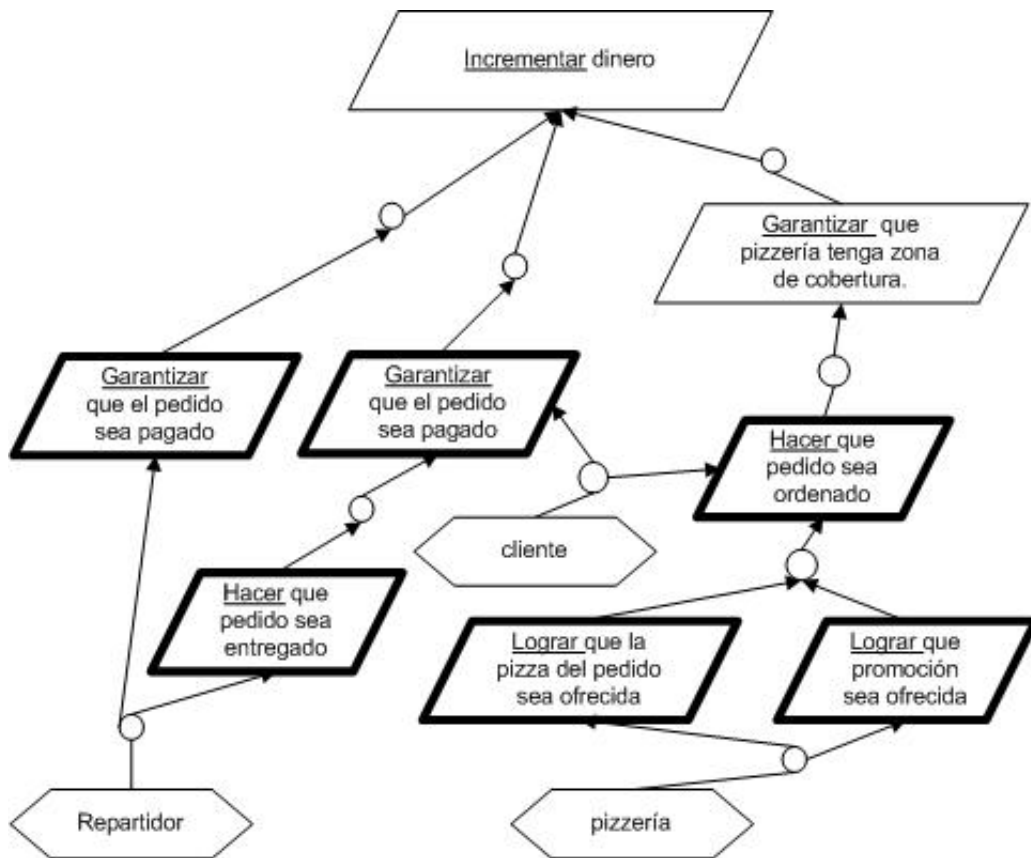 Incrementar dinero
Garantizar que
pizzería tenga zona
de cobertura.
Garantizar
que el pedido
sea pagado
Garantizar
que el pedido
sea pagado
Hacer que
pedido sea
ordenado
cliente
Hacer que
pedido sea
entregado
Lograr que la
pizza del pedido
sea ofrecida
Lograr que
promoción
sea ofrecida
Repartidor
pizzería